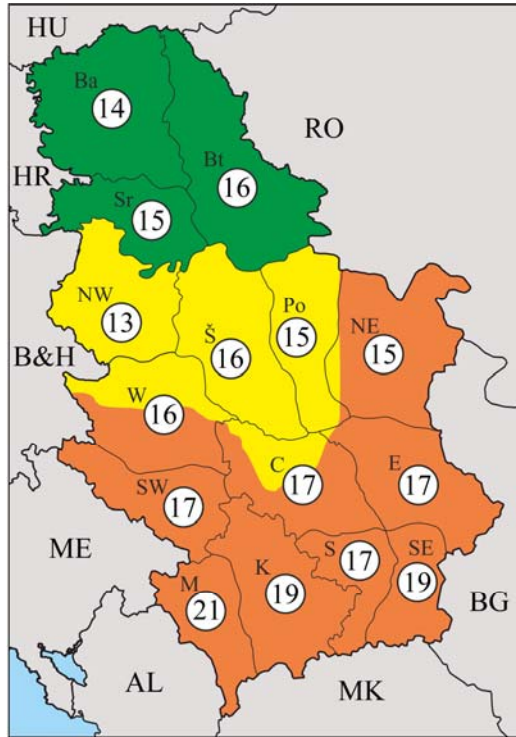 HU
Ba
14
RO
Bt
16
HR
Sr
15
NW
13
Po
15
NE
15
Š
16
B&H
W
16
C
17
E
17
SW
17
S
17
SE
19
ME
M
21
K
19
BG
AL
MK